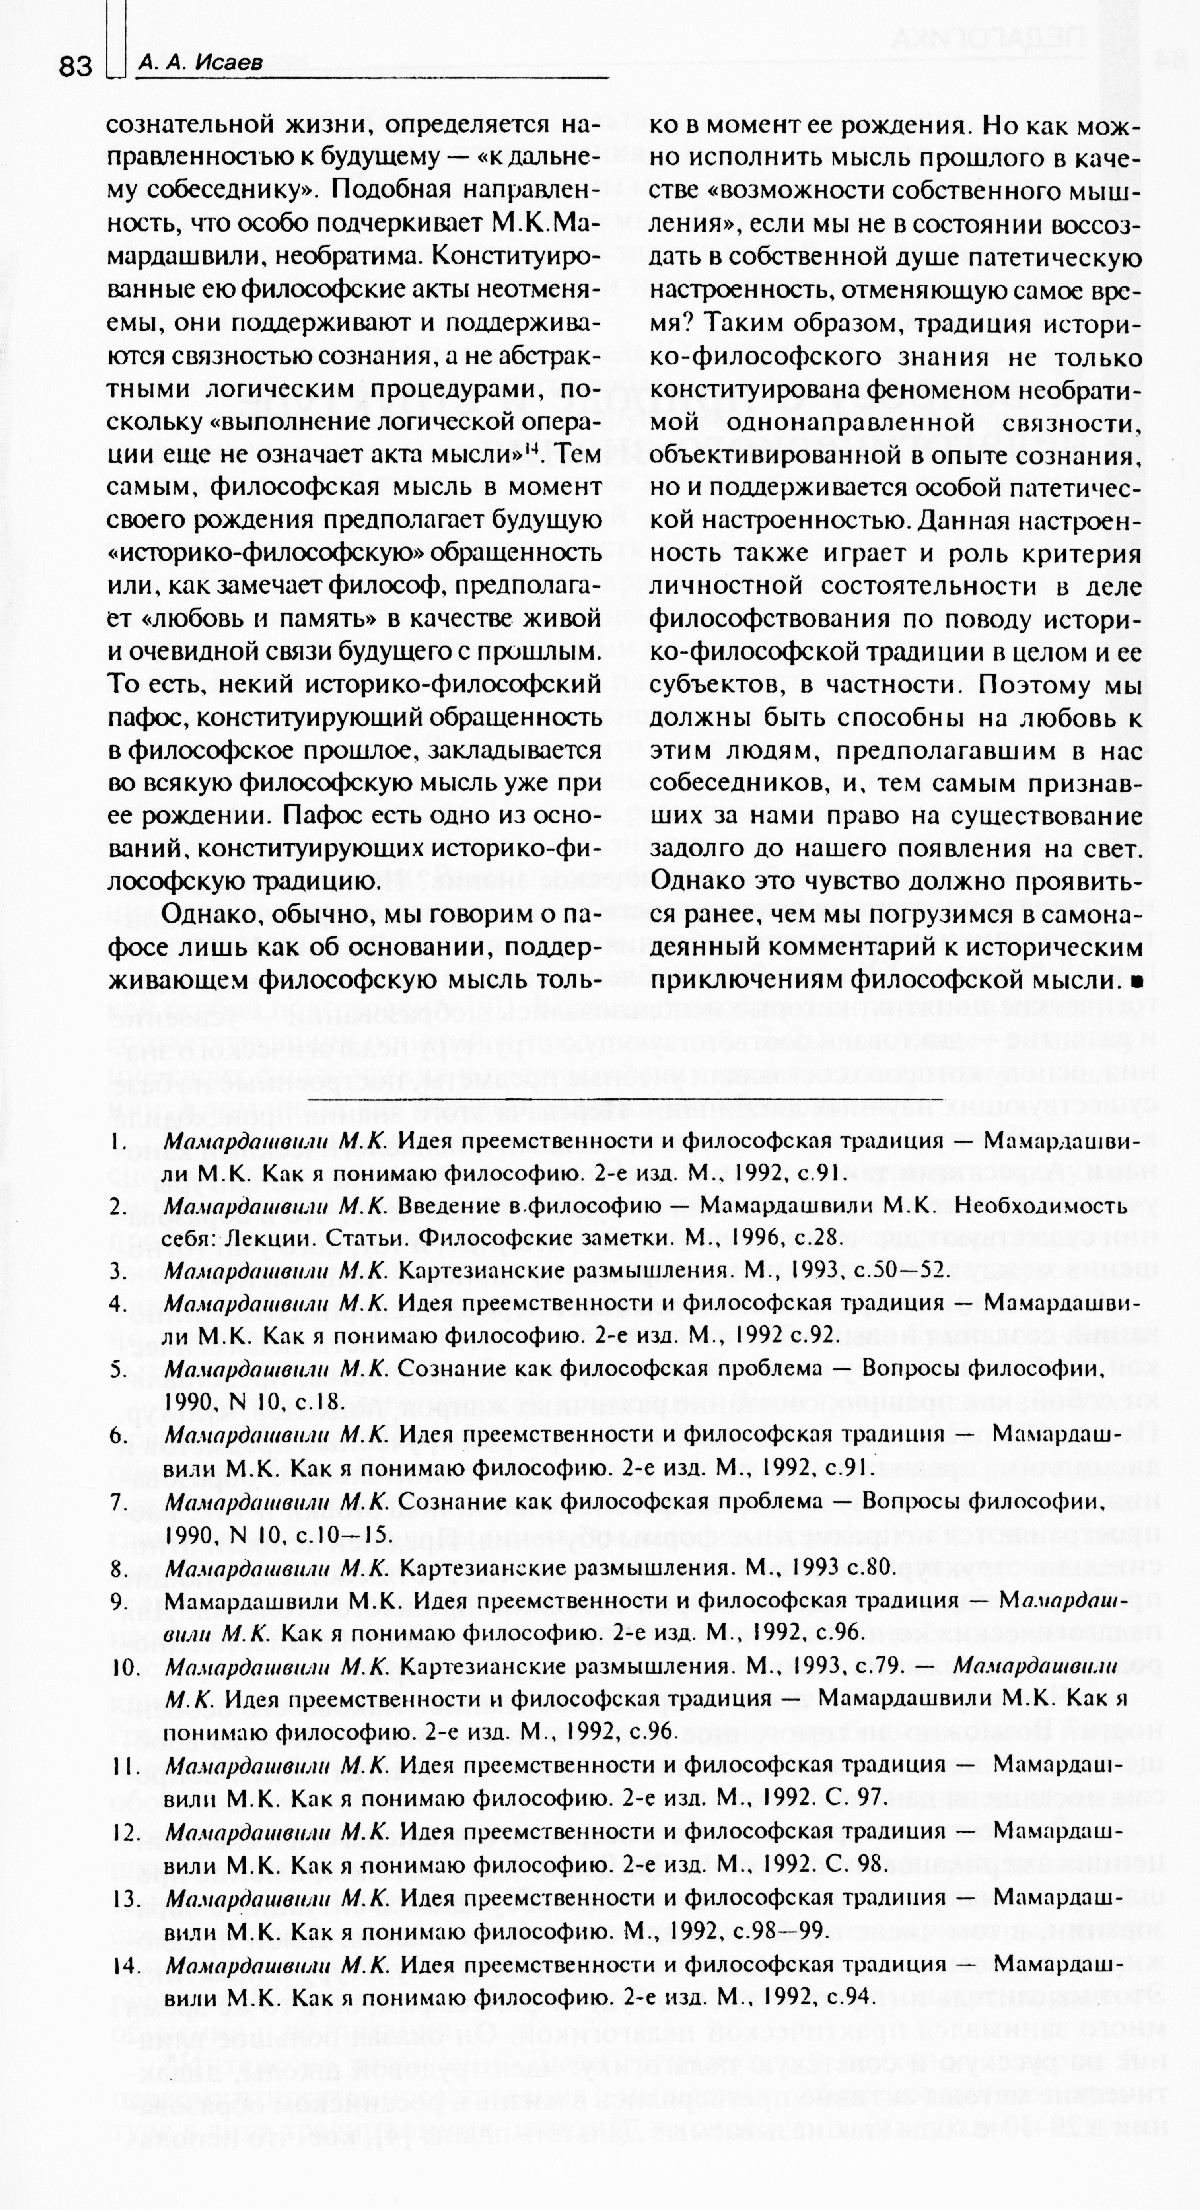 83
А. А. Исаев
сознательной жизни, определяется на-
правленностью к будущему — «к дальне-
му собеседнику». Подобная направлен-
ность, что особо подчеркивает М.К.Ма-
мардашвили, необратима. Конституиро-
ванные ею философские акты неотменя-
емы, они поддерживают и поддержива-
ются связностью сознания, а не абстрак-
тными логическим процедурами, по-
скольку «выполнение логической опера-
ции еще не означает акта мысли»¹⁴. Тем
самым, философская мысль в момент
своего рождения предполагает будущую
«историко-философскую» обращенность
или, как замечает философ, предполага-
ет «любовь и память» в качестве живой
и очевидной связи будущего с прошлым.
То есть, некий историко-философский
пафос, конституирующий обращенность
в философское прошлое, закладывается
во всякую философскую мысль уже при
ее рождении. Пафос есть одно из осно-
ваний, конституирующих историко-фи-
лософскую традицию.
Однако, обычно, мы говорим о па-
фосе лишь как об основании, поддер-
живающем философскую мысль толь-
ко в момент ее рождения. Но как мож-
но исполнить мысль прошлого в каче-
стве «возможности собственного мыш-
ления», если мы не в состоянии воссоз-
дать в собственной душе патетическую
настроенность, отменяющую самое вре-
мя? Таким образом, традиция истори-
ко-философского знания не только
конституирована феноменом необрати-
мой однонаправленной связности,
объективированной в опыте сознания,
но и поддерживается особой патетичес-
кой настроенностью. Данная настроен-
ность также играет и роль критерия
личностной состоятельности в деле
философствования по поводу истори-
ко-философской традиции в целом и ее
субъектов, в частности. Поэтому мы
должны быть способны на любовь к
этим людям, предполагавшим в нас
собеседников, и, тем самым признав-
ших за нами право на существование
задолго до нашего появления на свет.
Однако это чувство должно проявить-
ся ранее, чем мы погрузимся в самона-
деянный комментарий к историческим
приключениям философской мысли. ■
1. Мамардашвили М.К. Идея преемственности и философская традиция — Мамардашви-
ли М.К. Как я понимаю философию. 2-е изд. М., 1992, с.91.
2. Мамардашвили М.К. Введение в философию — Мамардашвили М.К. Необходимость
себя: Лекции. Статьи. Философские заметки. М., 1996, с.28.
3. Мамардашвили М.К. Картезианские размышления. М., 1993, с.50—52.
4. Мамардашвили М.К. Идея преемственности и философская традиция — Мамардашви-
ли М.К. Как я понимаю философию. 2-е изд. М., 1992 с.92.
5. Мамардашвили М.К. Сознание как философская проблема — Вопросы философии,
1990, N 10, с.18.
6. Мамардашвили М.К. Идея преемственности и философская традиция — Мамардаш-
вили М.К. Как я понимаю философию. 2-е изд. М., 1992, с.91.
7. Мамардашвили М.К. Сознание как философская проблема — Вопросы философии,
1990, N 10, с.10—15.
8. Мамардашвили М.К. Картезианские размышления. М., 1993 с.80.
9. Мамардашвили М.К. Идея преемственности и философская традиция — Мамардаш-
вили М.К. Как я понимаю философию. 2-е изд. М., 1992, с.96.
10. Мамардашвили М.К. Картезианские размышления. М., 1993, с.79. — Мамардашвили
М.К. Идея преемственности и философская традиция — Мамардашвили М.К. Как я
понимаю философию. 2-е изд. М., 1992, с.96.
11. Мамардашвили М.К. Идея преемственности и философская традиция — Мамардаш-
вили М.К. Как я понимаю философию. 2-е изд. М., 1992. С. 97.
12. Мамардашвили М.К. Идея преемственности и философская традиция — Мамардаш-
вили М.К. Как я понимаю философию. 2-е изд. М., 1992. С. 98.
13. Мамардашвили М.К. Идея преемственности и философская традиция — Мамардаш-
вили М.К. Как я понимаю философию. М., 1992, с.98—99.
14. Мамардашвили М.К. Идея преемственности и философская традиция — Мамардаш-
вили М.К. Как я понимаю философию. 2-е изд. М., 1992, с.94.